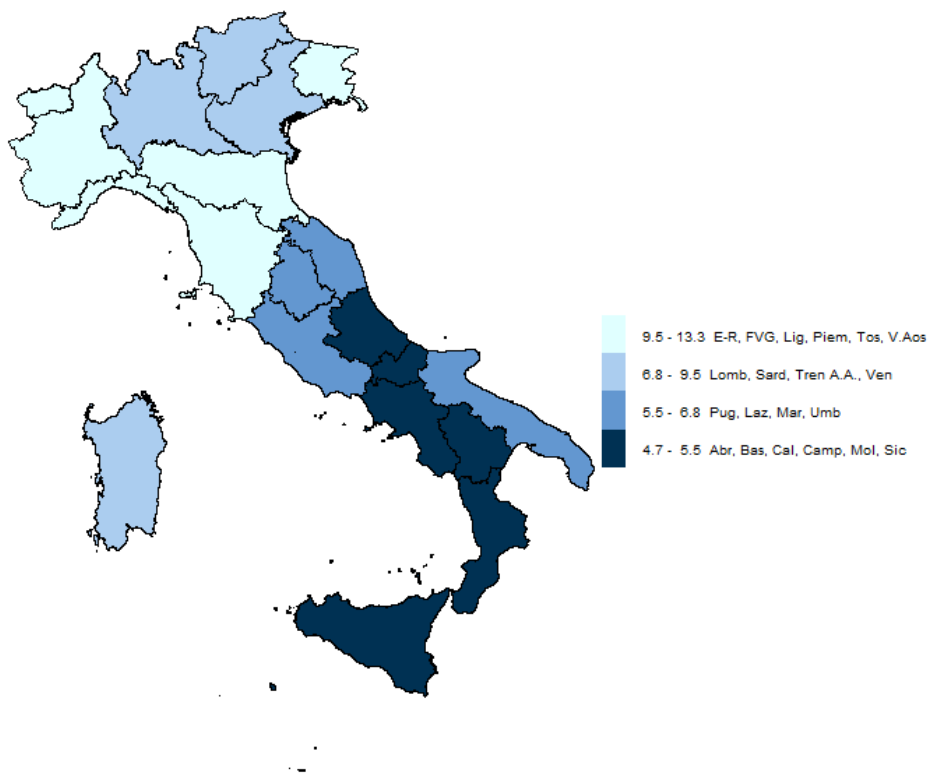 9.5 - 13.3 E-R, FVG, Lig, Piem, Tos, V.Aos
6.8 - 9.5 Lomb, Sard, Tren A.A., Ven
5.5 - 6.8 Pug, Laz, Mar, Umb
4.7 - 5.5 Abr, Bas, Cal, Camp, Mol, Sic